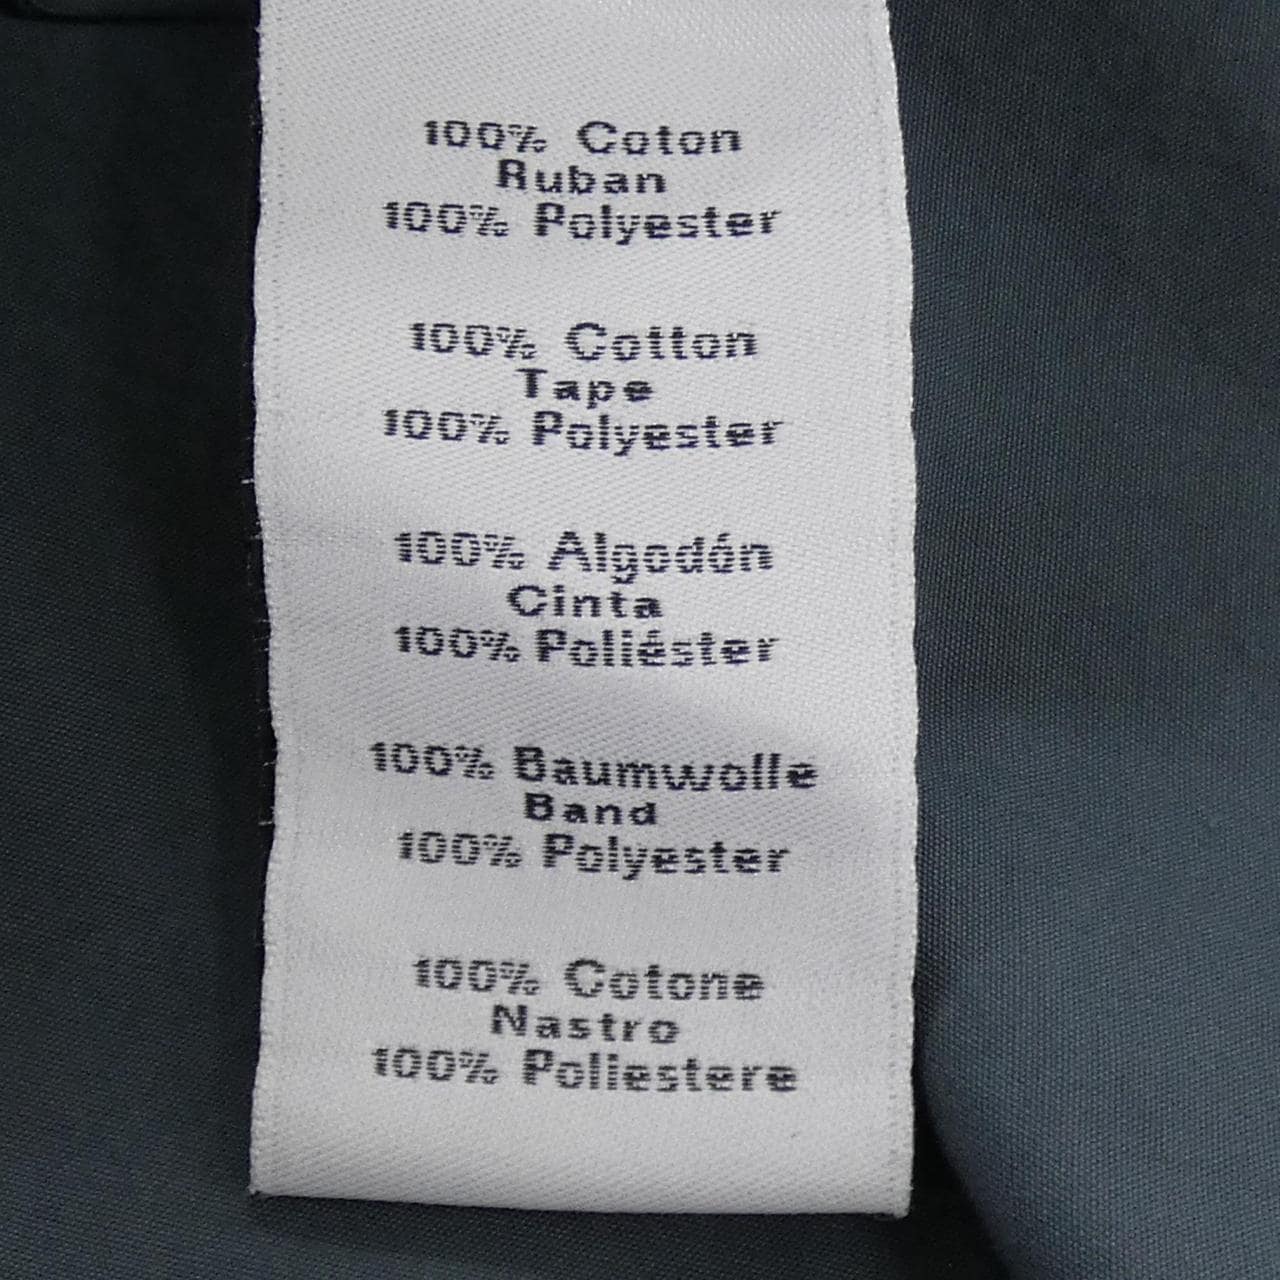 100% Coton
Ruban
100% Polyester
100% Cotton
Tape
100% Polyester
100% Algodón
Cinta
100% Poliéster
100% Baumwolle
Band
100% Polyester
100% Cotone
Nastro
100% Poliestere